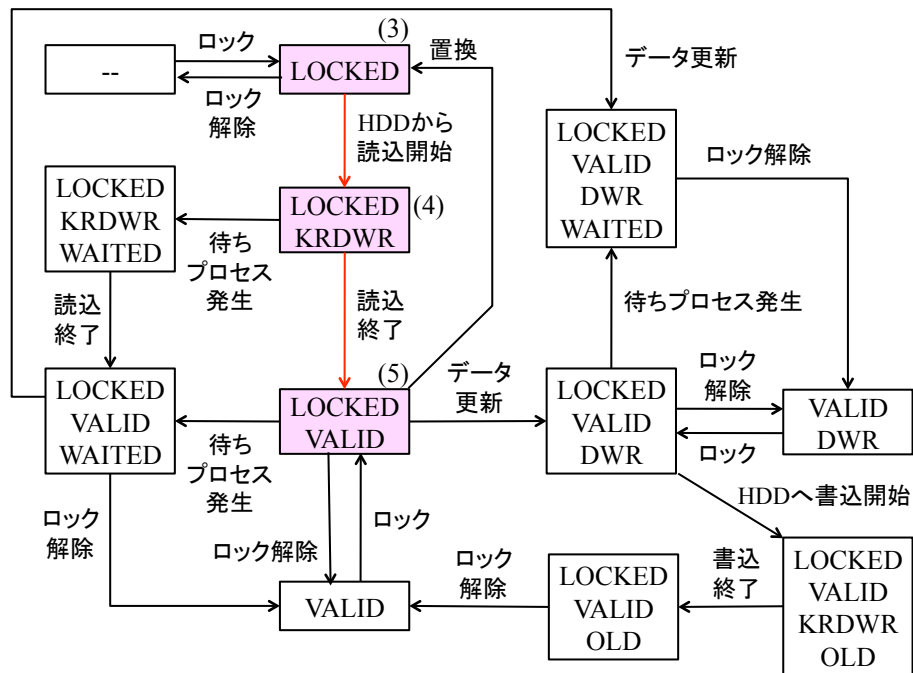 (3)
ロック
置換
--
LOCKED
データ更新
ロック
解除
HDDから
読込開始
LOCKED
VALID
DWR
WAITED
ロック解除
LOCKED
KRDWR
WAITED
LOCKED
KRDWR
(4)
待ち
プロセス
発生
読込
終了
読込
終了
待ちプロセス発生
(5)
データ
更新
ロック
解除
LOCKED
VALID
WAITED
LOCKED
VALID
LOCKED
VALID
DWR
VALID
DWR
待ち
プロセス
発生
ロック
HDDへ書込開始
ロック
解除
ロック解除
ロック
ロック
解除
書込
終了
VALID
LOCKED
VALID
OLD
LOCKED
VALID
KRDWR
OLD